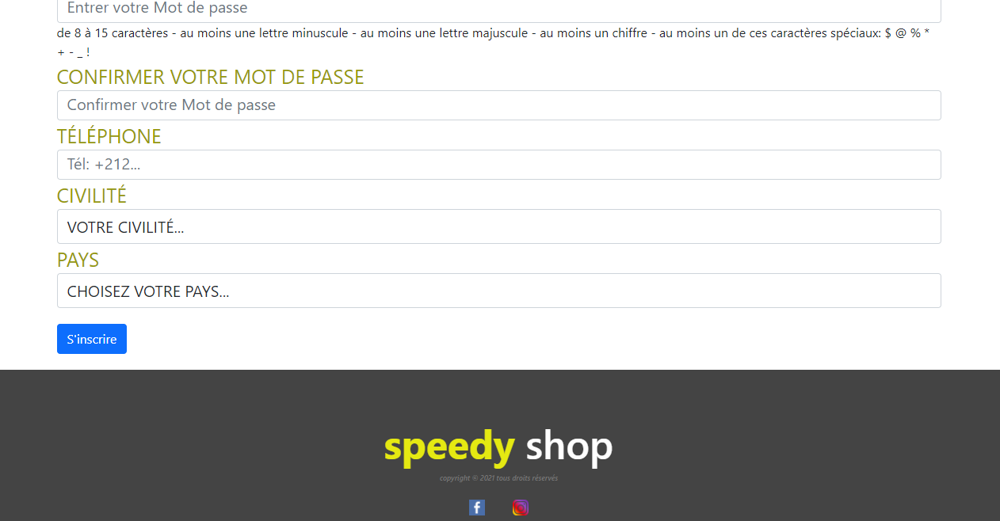 Entrer votre Mot de passe
de 8 à 15 caractères - au moins une lettre minuscule - au moins une lettre majuscule - au moins un chiffre - au moins un de ces caractères spéciaux: $ @ % *
+ - _ !
CONFIRMER VOTRE MOT DE PASSE
Confirmer votre Mot de passe
TÉLÉPHONE
Tél: +212...
CIVILITÉ
VOTRE CIVILITÉ...
PAYS
CHOISEZ VOTRE PAYS...
S'inscrire
speedy shop
copyright © 2021 tous droits réservés